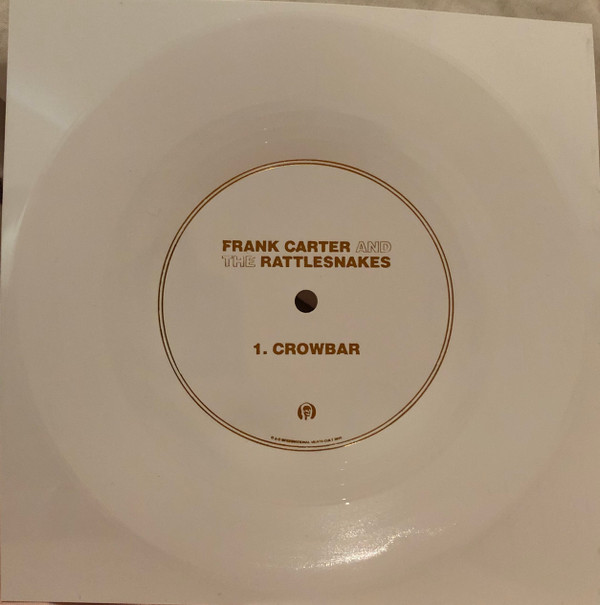 FRANK CARTER AND
THE RATTLESNAKES
1. CROWBAR